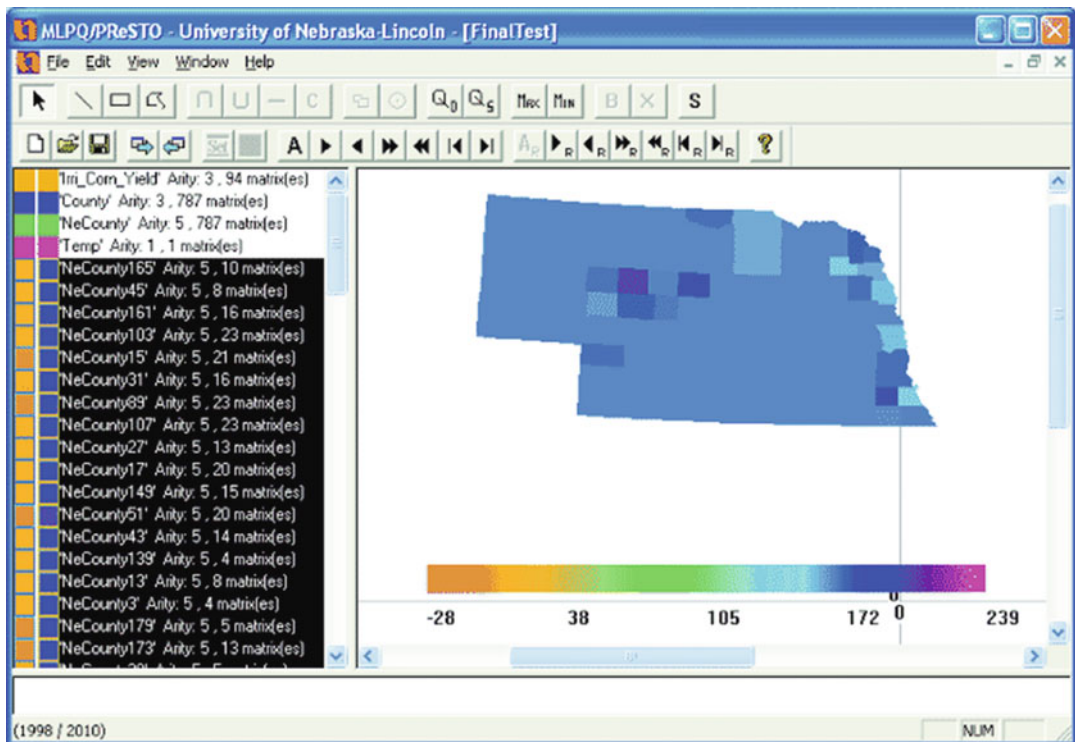 MLPQ/PReSTO - University of Nebraska-Lincoln - [FinalTest]
File Edit View Window Help
C Q_D Q_S MAX MIN B X S
Set A A_R R R R R R R ?
'Irri_Corn_Yield' Arity: 3 , 94 matrix(es)
'County' Arity: 3 , 787 matrix(es)
'NeCounty' Arity: 5 , 787 matrix(es)
'Temp' Arity: 1 , 1 matrix(es)
'NeCounty165' Arity: 5 , 10 matrix(es)
'NeCounty45' Arity: 5 , 8 matrix(es)
'NeCounty161' Arity: 5 , 16 matrix(es)
'NeCounty103' Arity: 5 , 23 matrix(es)
'NeCounty15' Arity: 5 , 21 matrix(es)
'NeCounty31' Arity: 5 , 16 matrix(es)
'NeCounty89' Arity: 5 , 23 matrix(es)
'NeCounty107' Arity: 5 , 23 matrix(es)
'NeCounty27' Arity: 5 , 13 matrix(es)
'NeCounty17' Arity: 5 , 20 matrix(es)
'NeCounty149' Arity: 5 , 15 matrix(es)
'NeCounty51' Arity: 5 , 20 matrix(es)
'NeCounty43' Arity: 5 , 14 matrix(es)
'NeCounty139' Arity: 5 , 4 matrix(es)
'NeCounty13' Arity: 5 , 8 matrix(es)
'NeCounty3' Arity: 5 , 4 matrix(es)
'NeCounty179' Arity: 5 , 5 matrix(es)
'NeCounty173' Arity: 5 , 13 matrix(es)
0
-28 38 105 172 0 239
(1998 / 2010)
NUM